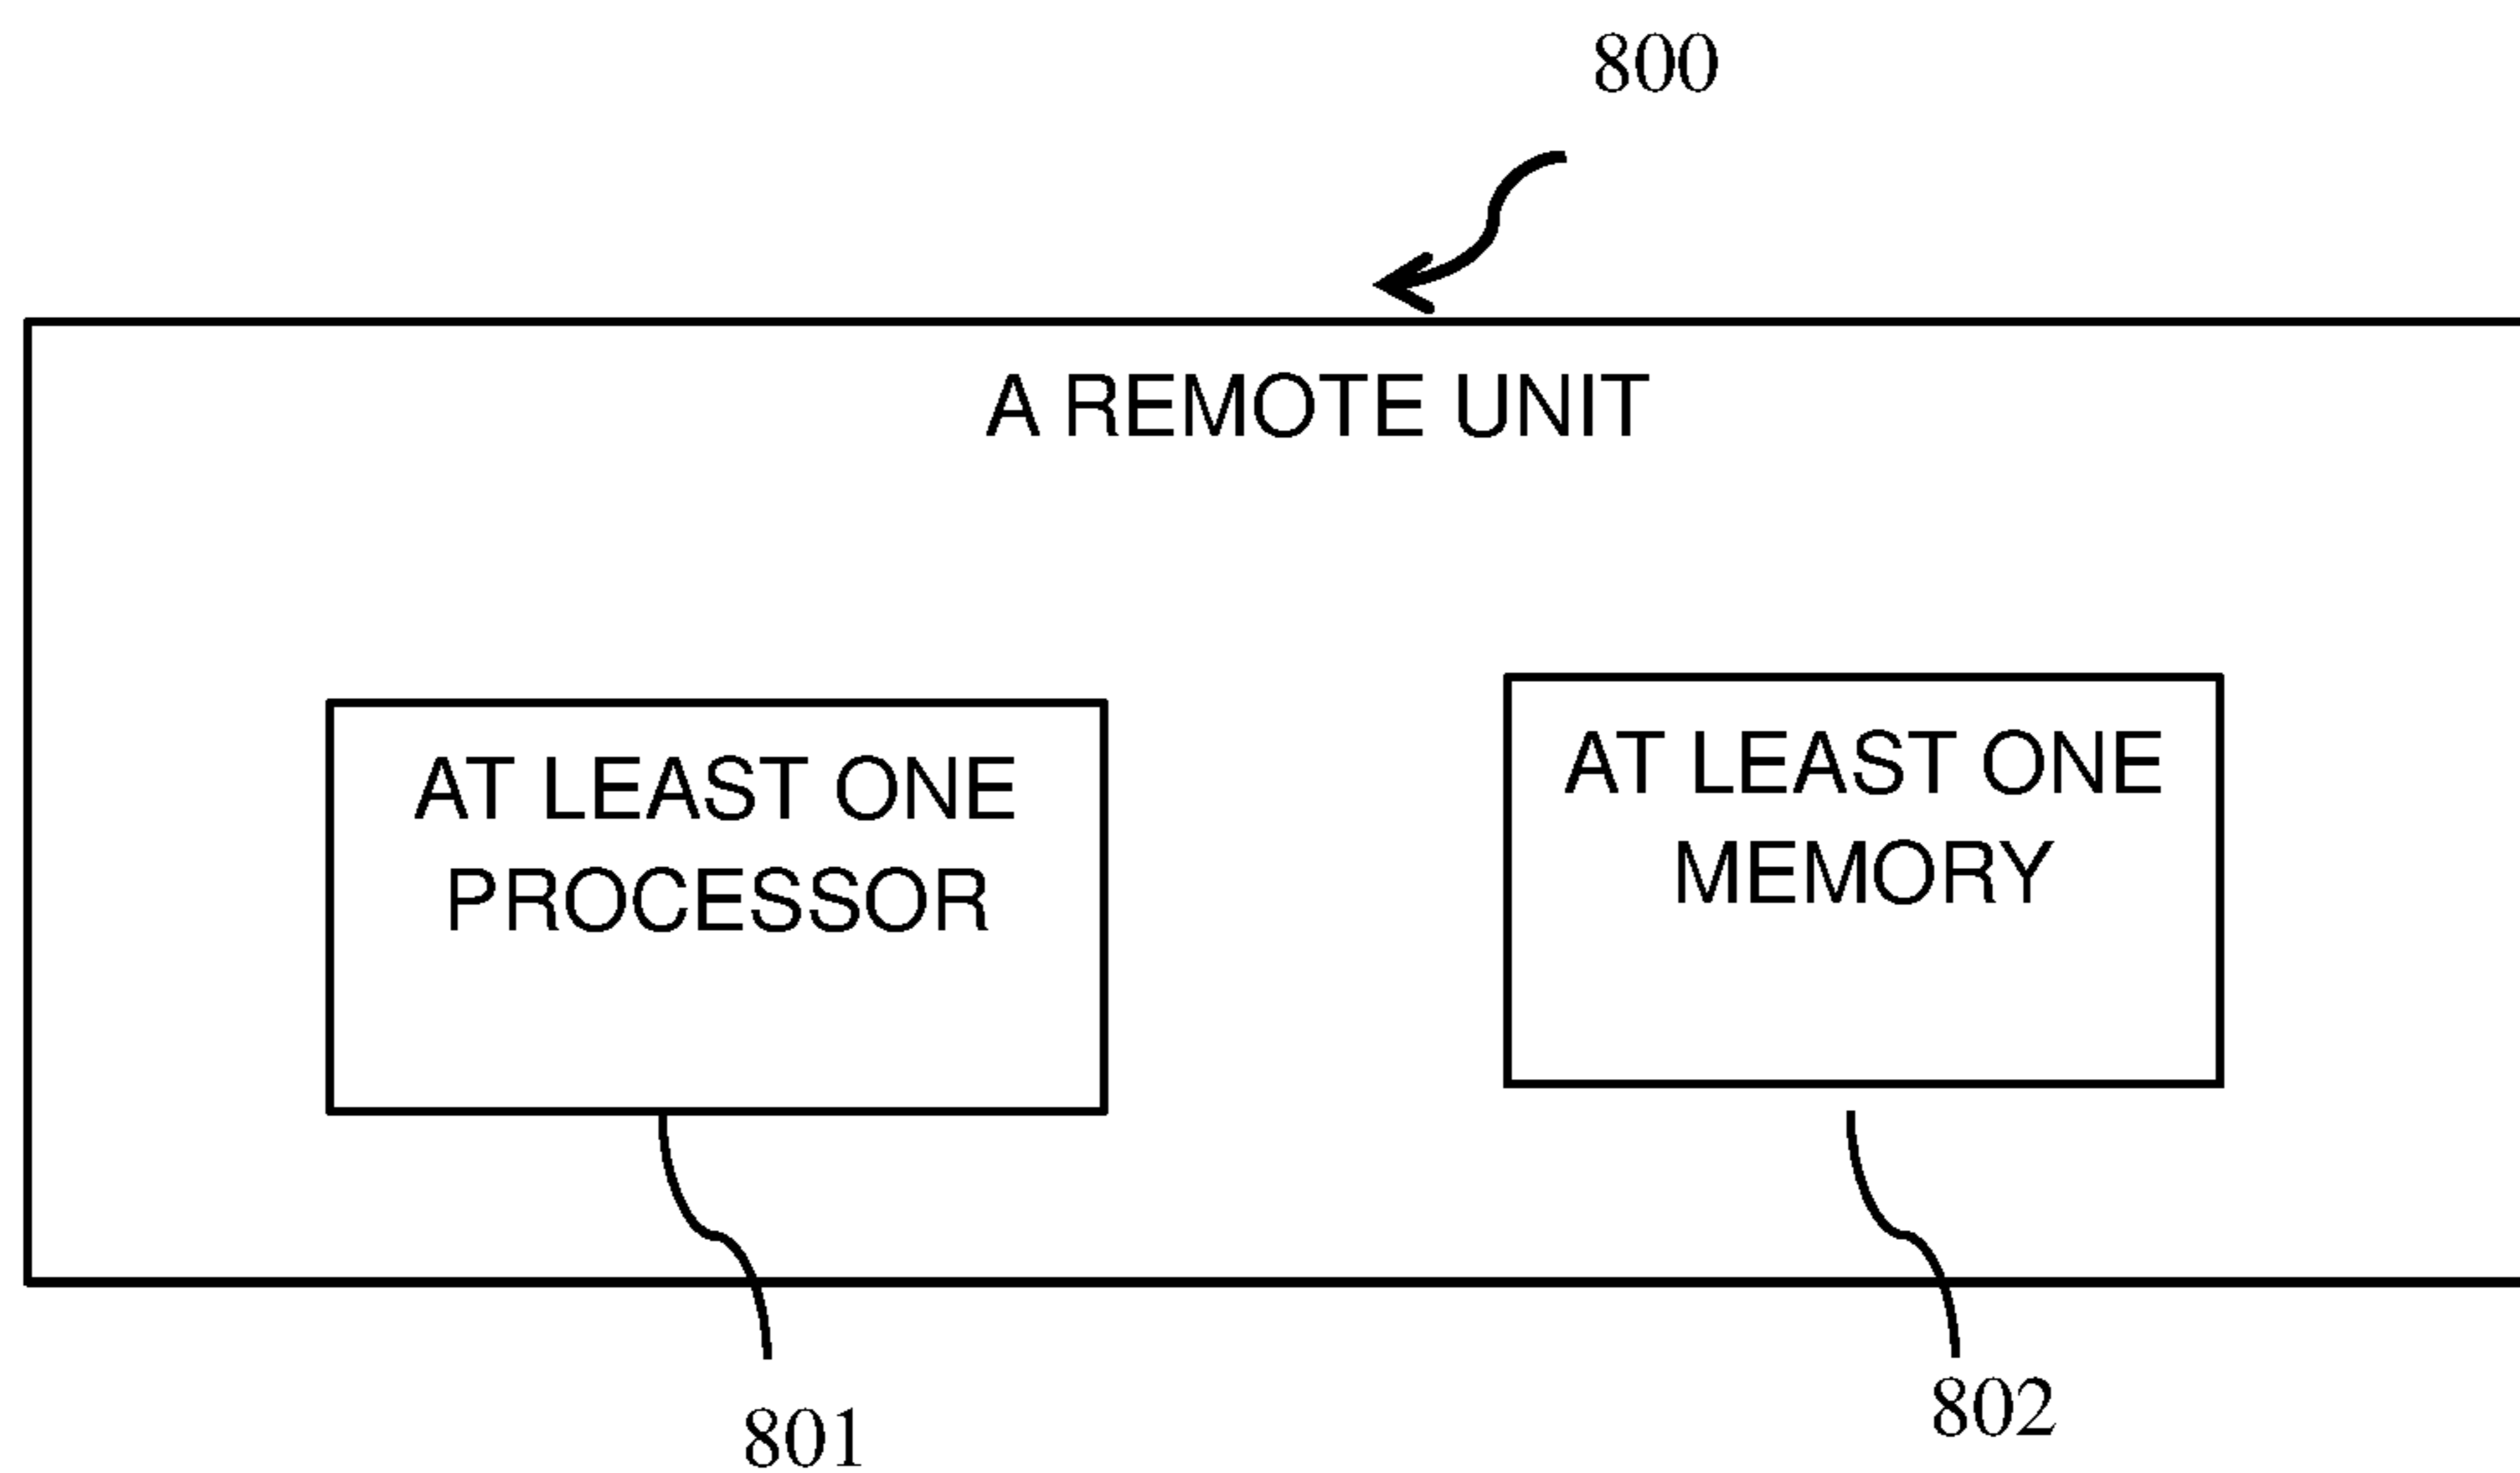 800
A REMOTE UNIT
AT LEAST ONE
PROCESSOR
AT LEAST ONE
MEMORY
801
802